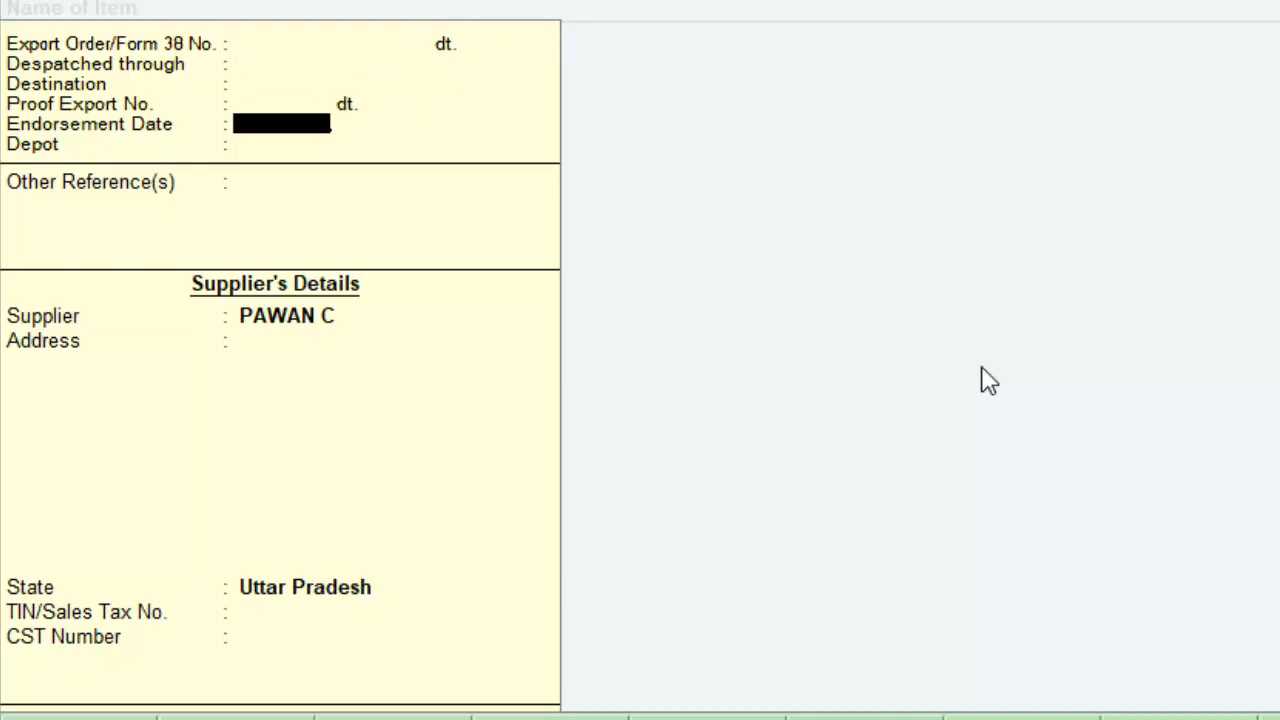 Name of Item
Export Order/Form 38 No. : dt.
Despatched through :
Destination :
Proof Export No. : dt.
Endorsement Date :
Depot :
Other Reference(s) :
Supplier's Details
Supplier : PAWAN C
Address :
State : Uttar Pradesh
TIN/Sales Tax No. :
CST Number :